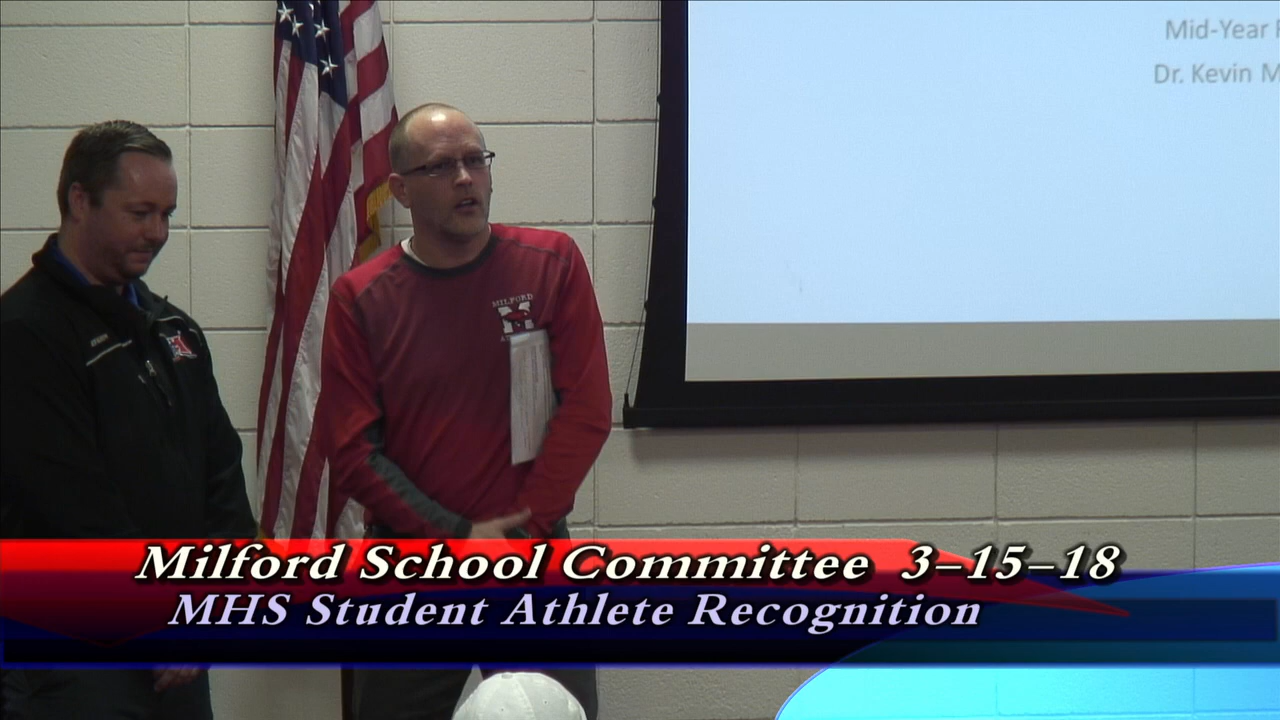 Mid-Year
Dr. Kevin M
MILFORD
M
Milford School Committee 3-15-18
MHS Student Athlete Recognition